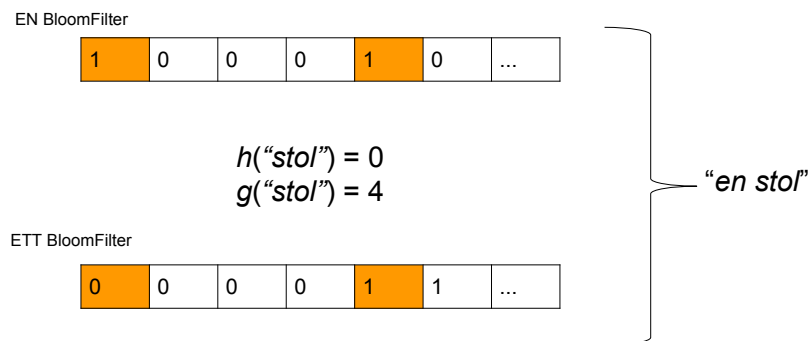 EN BloomFilter
1 0 0 0 1 0 ...
h(“stol”) = 0
g(“stol”) = 4
“en stol”
ETT BloomFilter
0 0 0 0 1 1 ...